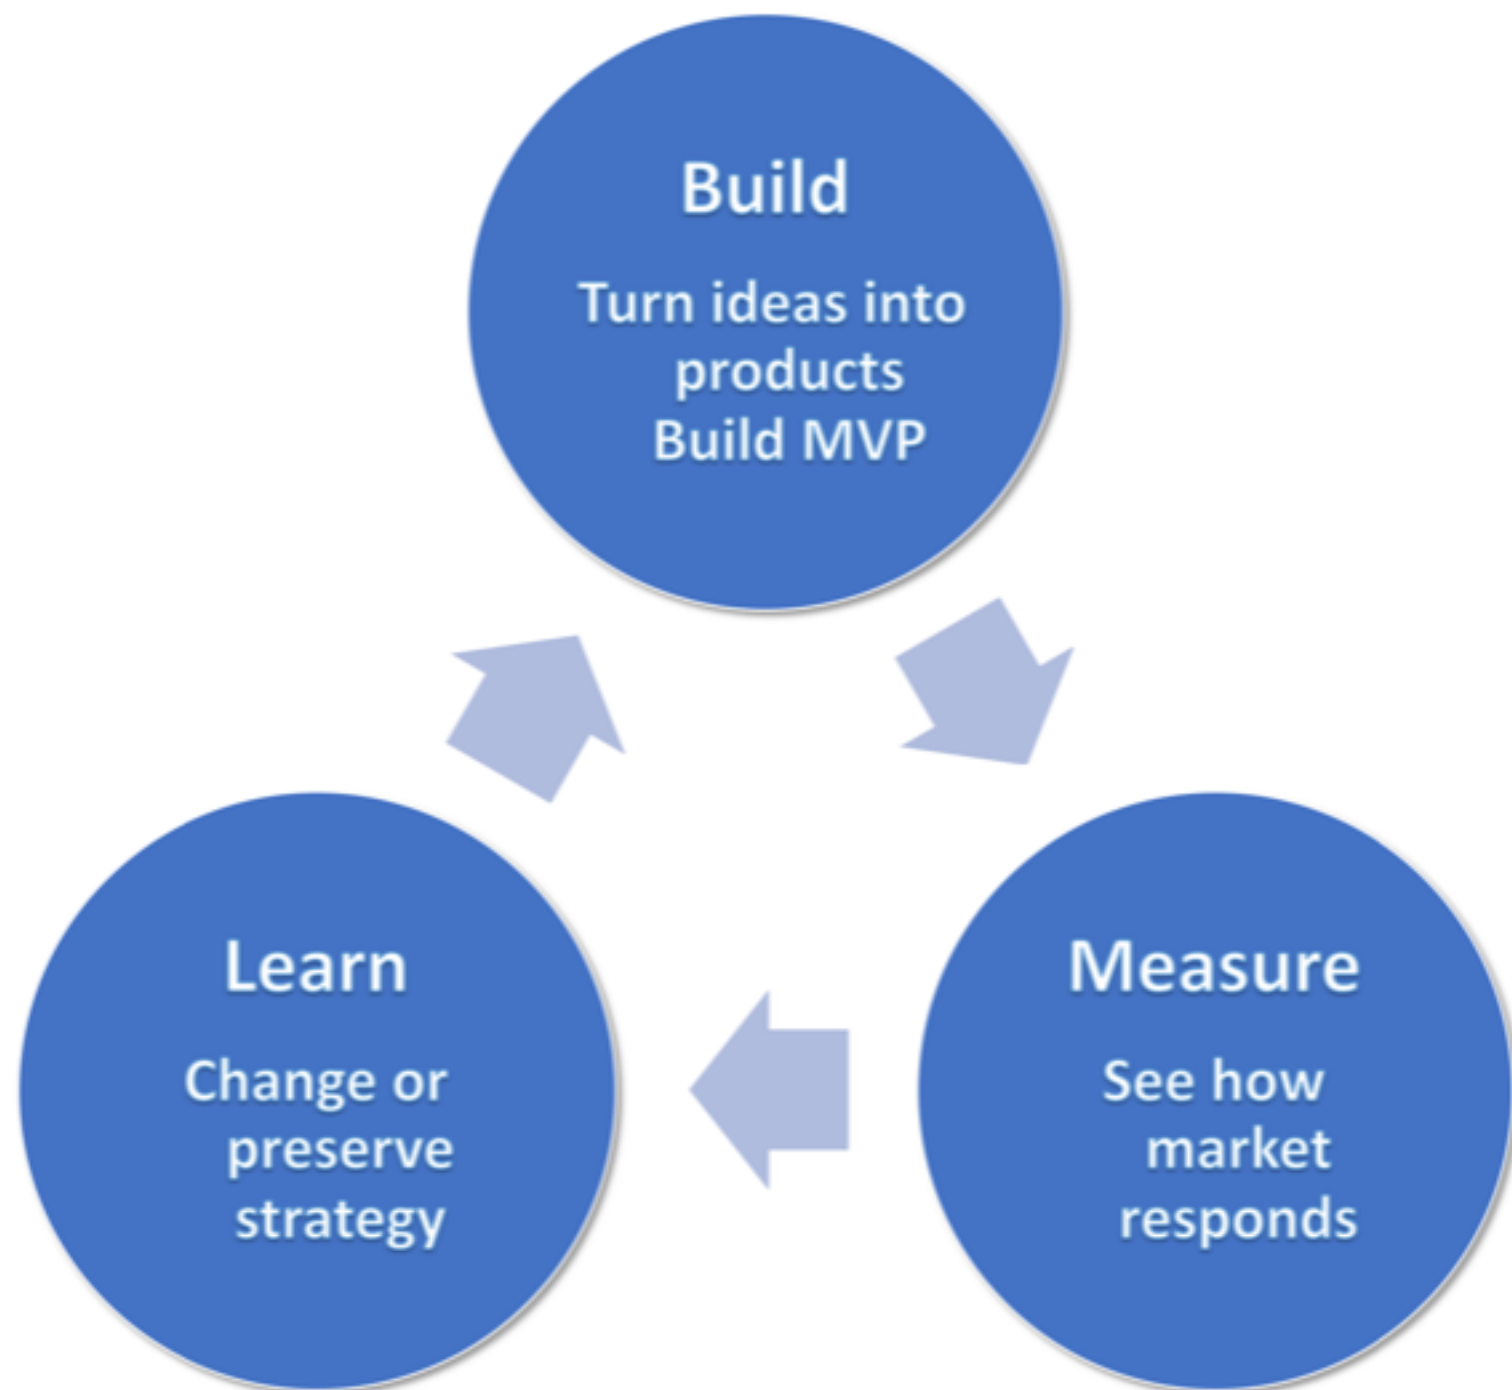 Build
Turn ideas into
products
Build MVP
Measure
See how
market
responds
Learn
Change or
preserve
strategy